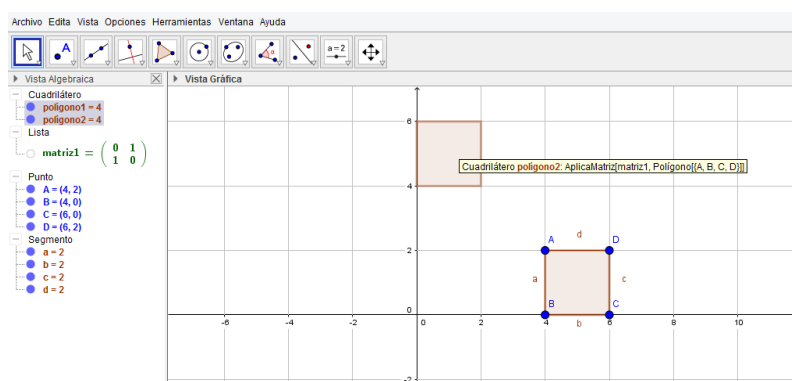 Archivo Edita Vista Opciones Herramientas Ventana Ayuda
A
α
a = 2
Vista Algebraica
Vista Gráfica
Cuadrilátero
polígono1 = 4
polígono2 = 4
Lista
matriz1 = ( 0 1
1 0 )
Punto
A = (4, 2)
B = (4, 0)
C = (6, 0)
D = (6, 2)
Segmento
a = 2
b = 2
c = 2
d = 2
6
Cuadrilátero polígono2: AplicaMatriz[matriz1, Polígono[{A, B, C, D}]]
4
A d D
2
a c
B C
0
-6 -4 -2 0 2 4 b 6 8 10
-2